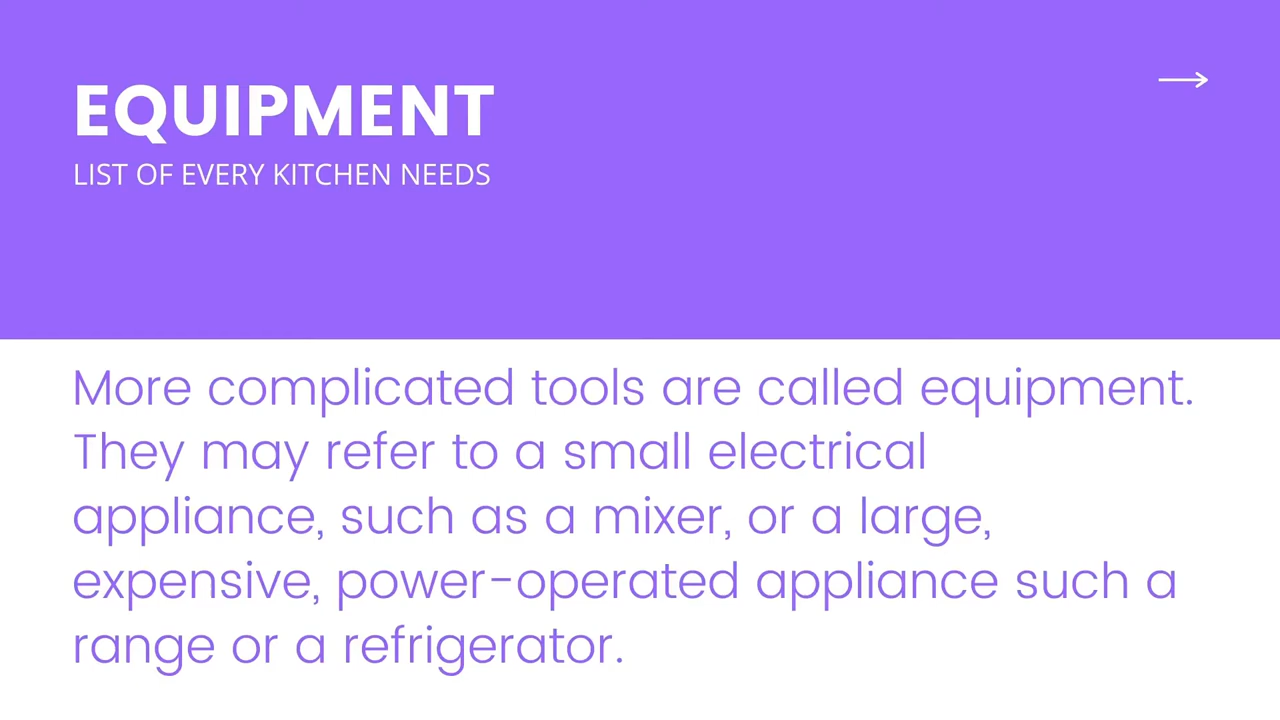 EQUIPMENT
LIST OF EVERY KITCHEN NEEDS
More complicated tools are called equipment.
They may refer to a small electrical
appliance, such as a mixer, or a large,
expensive, power-operated appliance such a
range or a refrigerator.